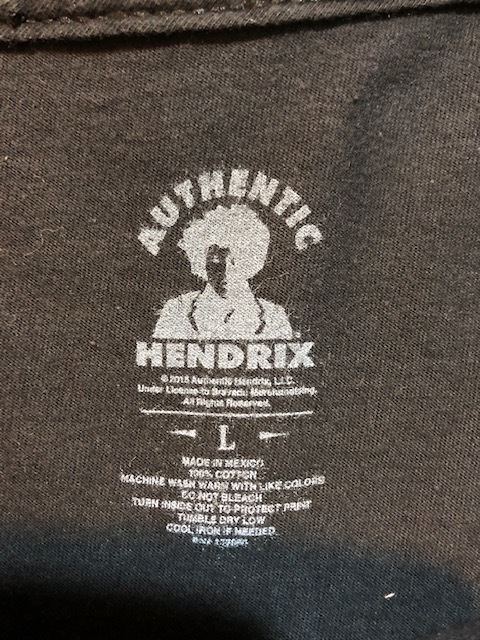 AUTHENTIC
HENDRIX
© 2015 Authentic Hendrix, LLC.
Under License to Bravado Merchandising.
All Rights Reserved.
L
MADE IN MEXICO
100% COTTON
MACHINE WASH WARM WITH LIKE COLORS
DO NOT BLEACH
TURN INSIDE OUT TO PROTECT PRINT
TUMBLE DRY LOW
COOL IRON IF NEEDED